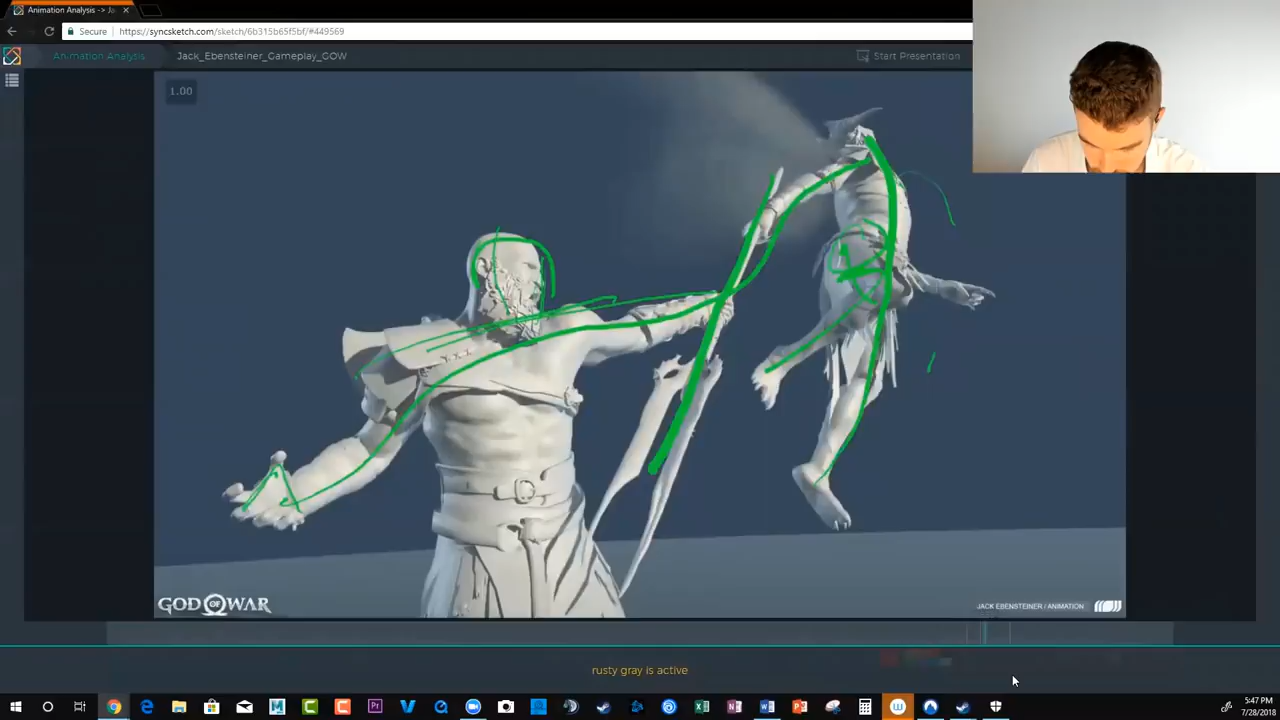 Animation Analysis -> Jo
Secure
https://syncsketch.com/sketch/6b315b65f5bf/#449569
Animation Analysis
Jack_Ebensteiner_Gameplay_GOW
Start Presentation
1.00
GOD OF WAR
JACK EBENSTEINER / ANIMATION
rusty gray is active
5:47 PM
7/28/2018